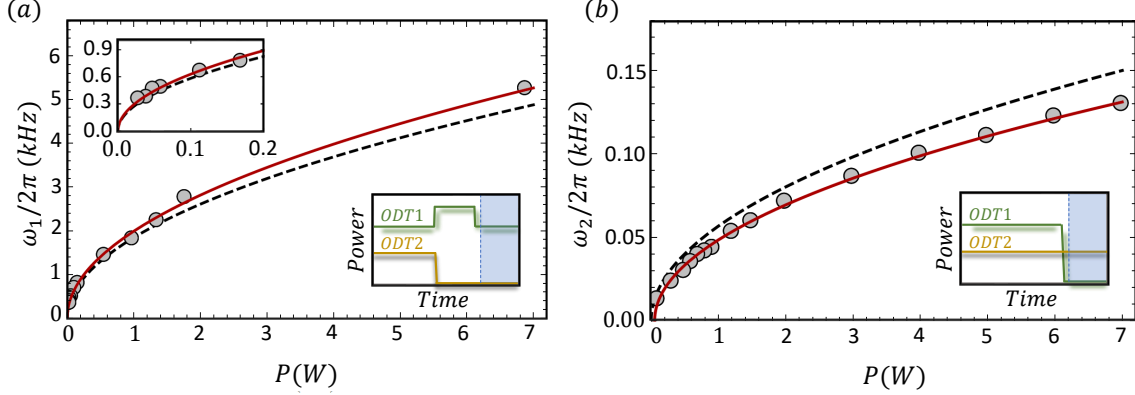 (a)
(b)
ω₁/2π (kHz)
6
5
4
3
2
1
0
0.9
0.6
0.3
0.0
0.0
0.1
0.2
ODT1
ODT2
Power
Time
0
1
2
3
4
5
6
7
P(W)
ω₂/2π (kHz)
0.15
0.10
0.05
0.00
ODT1
ODT2
Power
Time
0
1
2
3
4
5
6
7
P(W)